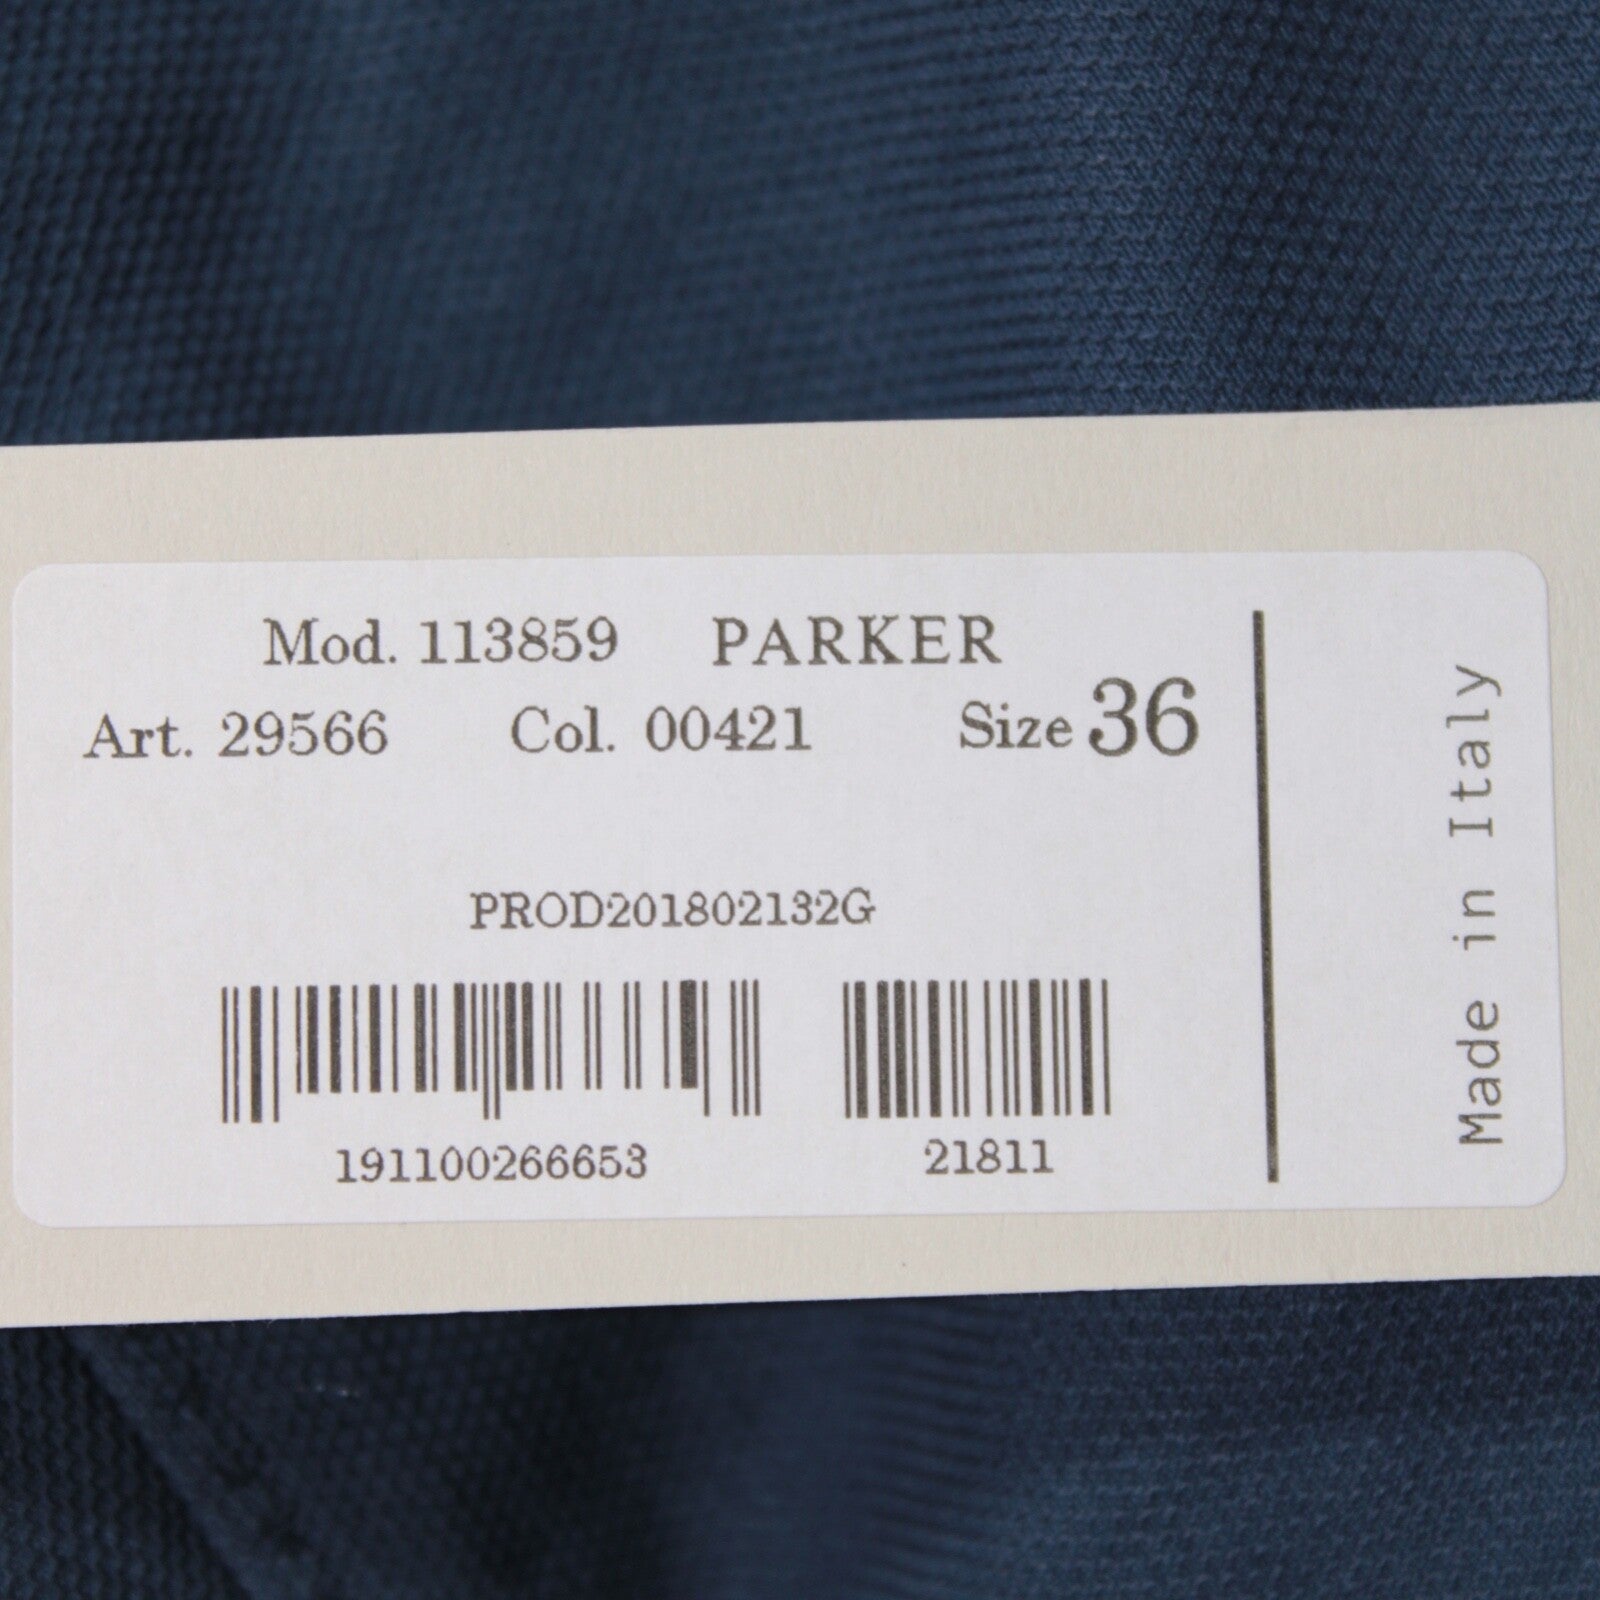 Mod. 113859 PARKER
Art. 29566 Col. 00421 Size 36
PROD201802132G
191100266653 21811
Made in Italy